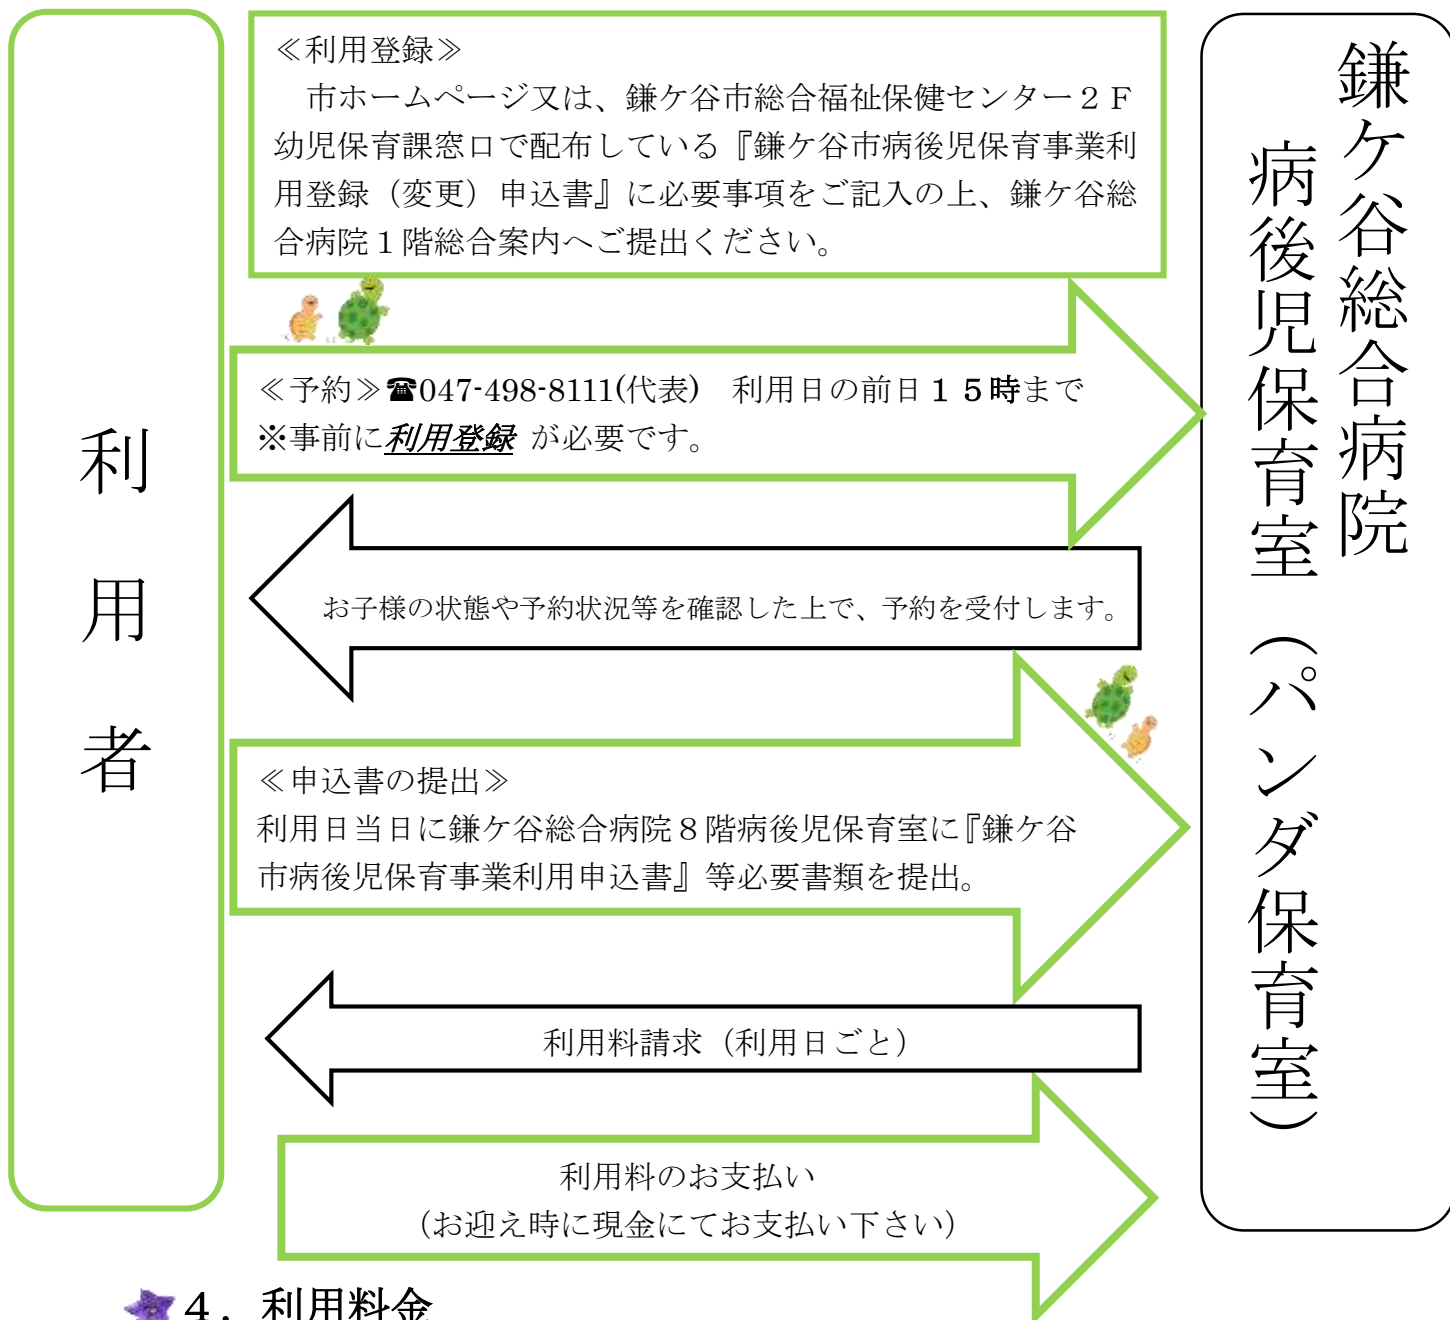 利用者
≪利用登録≫
市ホームページ又は、鎌ケ谷市総合福祉保健センター２Ｆ
幼児保育課窓口で配布している『鎌ケ谷市病後児保育事業利
用登録（変更）申込書』に必要事項をご記入の上、鎌ケ谷総
合病院１階総合案内へご提出ください。
≪予約≫☎047-498-8111(代表)　利用日の前日１５時まで
※事前に利用登録 が必要です。
お子様の状態や予約状況等を確認した上で、予約を受付します。
≪申込書の提出≫
利用日当日に鎌ケ谷総合病院８階病後児保育室に『鎌ケ谷
市病後児保育事業利用申込書』等必要書類を提出。
利用料請求（利用日ごと）
利用料のお支払い
（お迎え時に現金にてお支払い下さい）
鎌ケ谷総合病院
病後児保育室（パンダ保育室）
４．利用料金